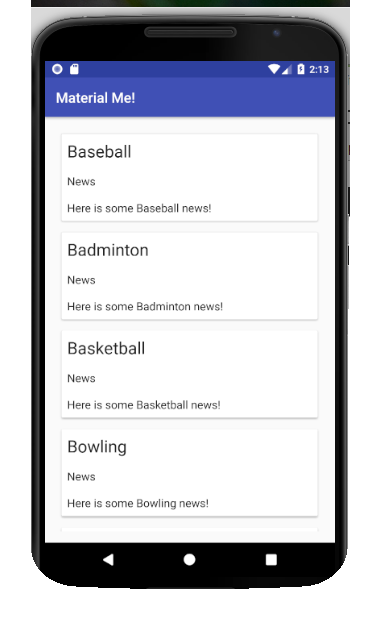 2:13
Material Me!
Baseball
News
Here is some Baseball news!
Badminton
News
Here is some Badminton news!
Basketball
News
Here is some Basketball news!
Bowling
News
Here is some Bowling news!